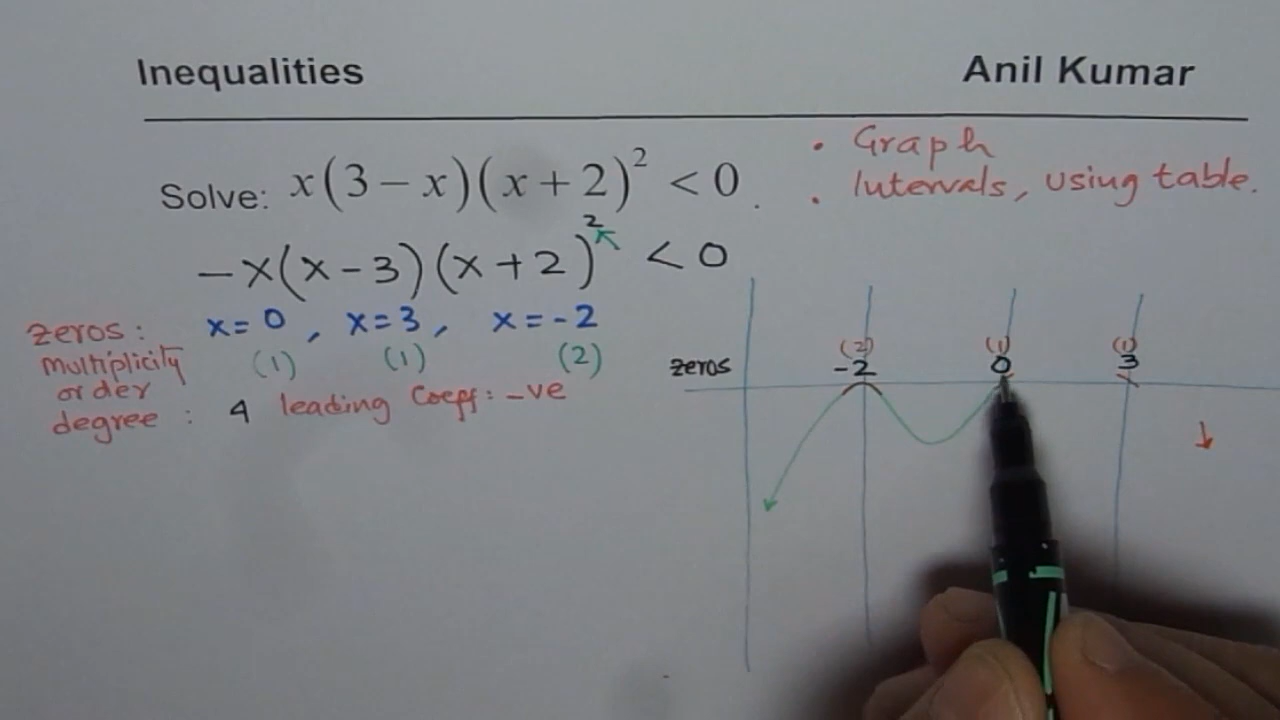 Inequalities Anil Kumar
Solve: x(3 − x)(x + 2)² < 0 .
• Graph
• Intervals, using table.
−x(x−3)(x+2)² < 0
zeros: x=0 , x=3, x=-2
Multiplicity (1) (1) (2)
order
degree : 4 leading Coeff: -ve
(2) (1) (1)
zeros -2 0 3